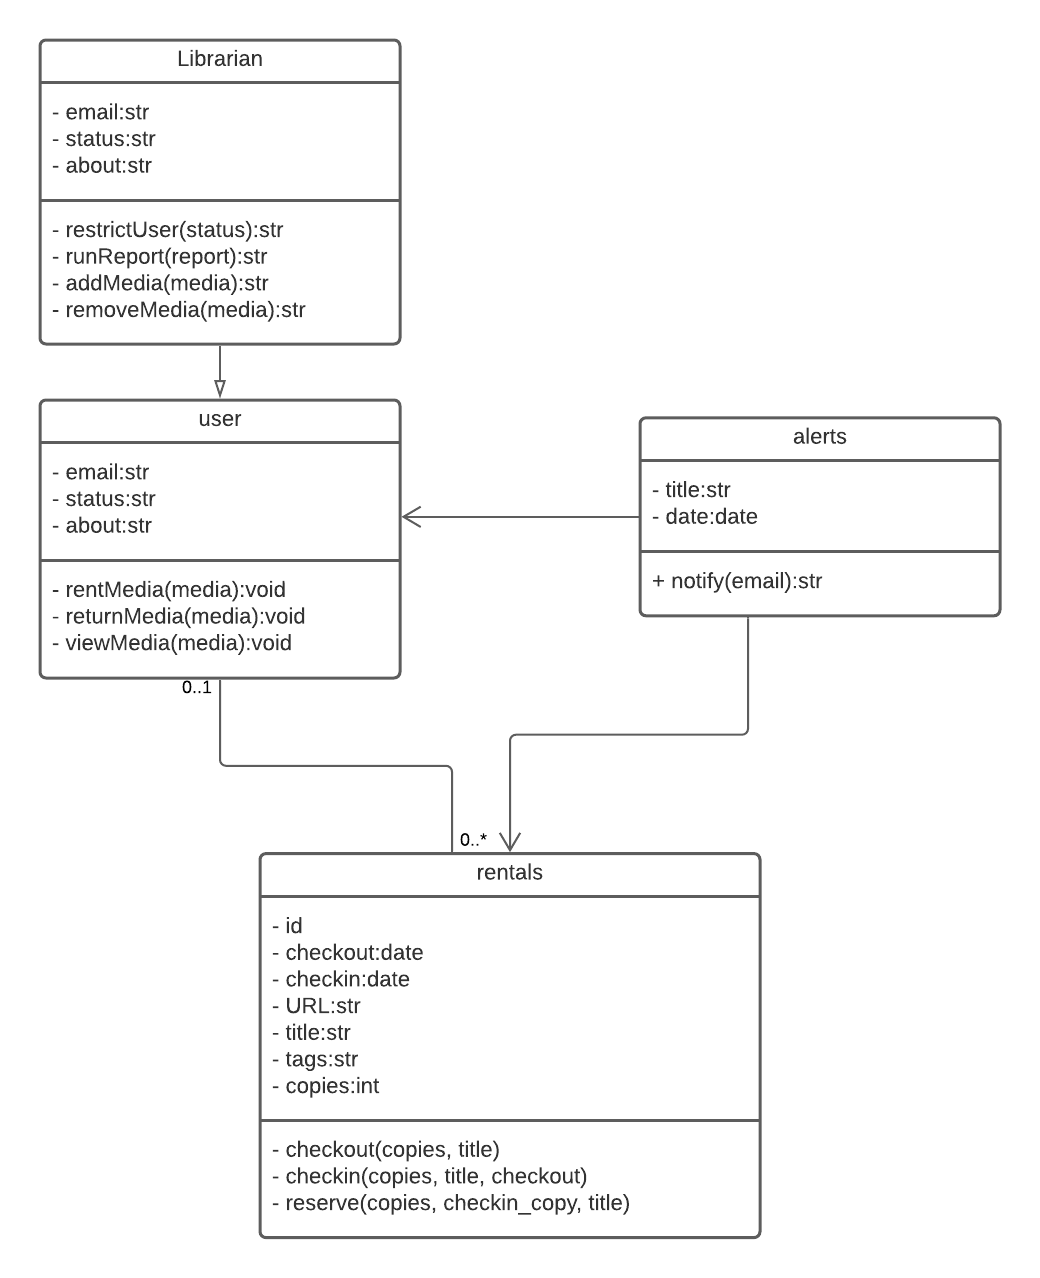 Librarian
- email:str
- status:str
- about:str
- restrictUser(status):str
- runReport(report):str
- addMedia(media):str
- removeMedia(media):str
user
- email:str
- status:str
- about:str
- rentMedia(media):void
- returnMedia(media):void
- viewMedia(media):void
alerts
- title:str
- date:date
+ notify(email):str
0..1
0..*
rentals
- id
- checkout:date
- checkin:date
- URL:str
- title:str
- tags:str
- copies:int
- checkout(copies, title)
- checkin(copies, title, checkout)
- reserve(copies, checkin_copy, title)